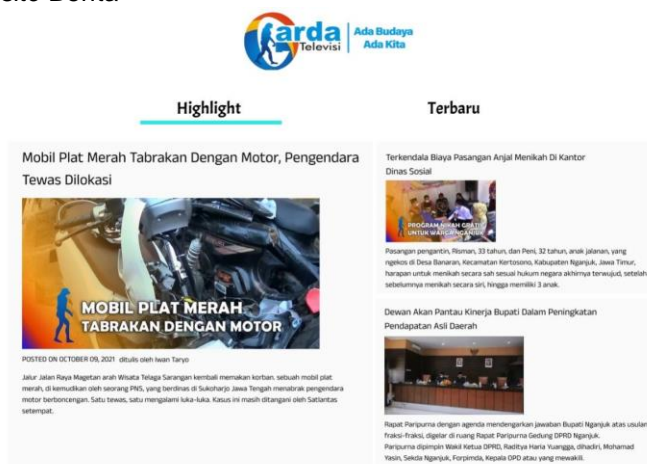 Garda
Televisi
Ada Budaya
Ada Kita
Highlight
Terbaru
Mobil Plat Merah Tabrakan Dengan Motor, Pengendara
Tewas Dilokasi
MOBIL PLAT MERAH
TABRAKAN DENGAN MOTOR
POSTED ON OCTOBER 09, 2021 ditulis oleh Iwan Taryo
Jalur Jalan Raya Magetan arah Wisata Telaga Sarangan kembali memakan korban. sebuah mobil plat
merah, di kemudikan oleh seorang PNS, yang berdinas di Sukoharjo Jawa Tengah menabrak pengendara
motor berboncengan. Satu tewas, satu mengalami luka-luka. Kasus ini masih ditangani oleh Satlantas
setempat.
Terkendala Biaya Pasangan Anjal Menikah Di Kantor
Dinas Sosial
PROGRAM NIKAH GRATIS
UNTUK WARGA NGANJUK
Pasangan pengantin, Risman, 33 tahun, dan Peni, 32 tahun, anak jalanan, yang
ngekos di Desa Banaran, Kecamatan Kertosono, Kabupaten Nganjuk, Jawa Timur,
harapan untuk menikah secara sah sesuai hukum negara akhirnya terwujud, setelah
sebelumnya menikah secara siri, hingga memiliki 3 anak.
Dewan Akan Pantau Kinerja Bupati Dalam Peningkatan
Pendapatan Asli Daerah
Rapat Paripurna dengan agenda mendengarkan jawaban Bupati Nganjuk atas usulan
fraksi-fraksi, digelar di ruang Rapat Paripurna Gedung DPRD Nganjuk.
Paripurna dipimpin Wakil Ketua DPRD, Raditya Haria Yuangga, dihadiri, Mohamad
Yasin, Sekda Nganjuk, Forpimda, Kepala OPD atau yang mewakili.